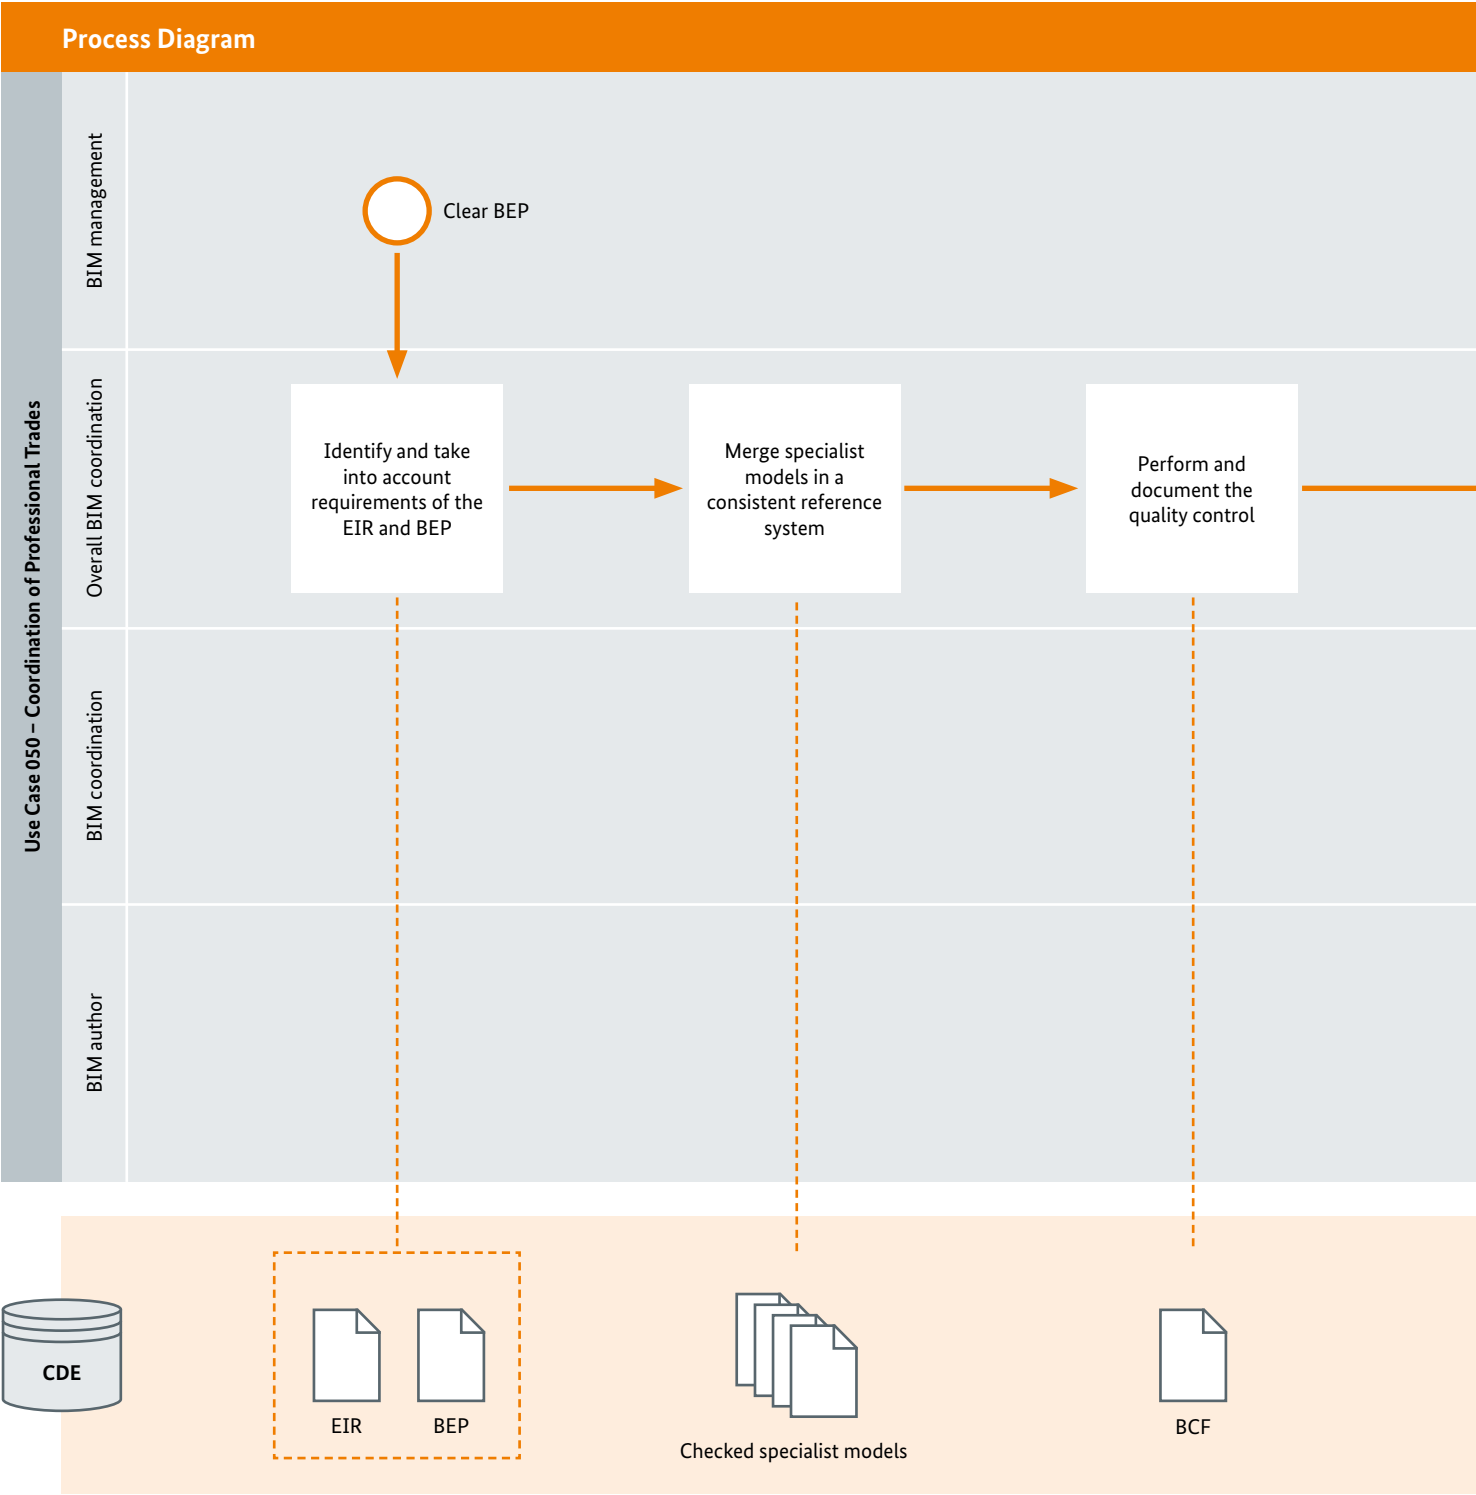 Process Diagram
Use Case 050 – Coordination of Professional Trades
BIM management
Clear BEP
Overall BIM coordination
Identify and take
into account
requirements of the
EIR and BEP
Merge specialist
models in a
consistent reference
system
Perform and
document the
quality control
BIM coordination
BIM author
CDE
EIR
BEP
Checked specialist models
BCF